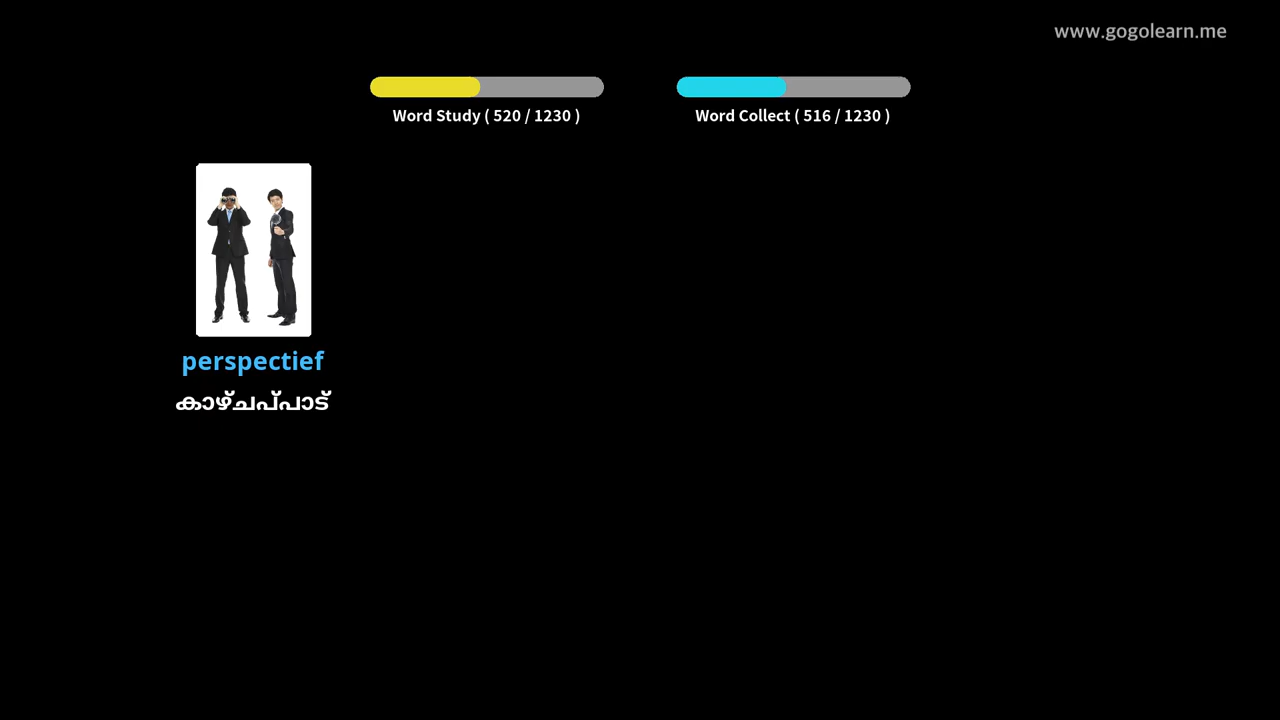 www.gogolearn.me
Word Study ( 520 / 1230 )
Word Collect ( 516 / 1230 )
perspectief
കാഴ്ചപ്പാട്